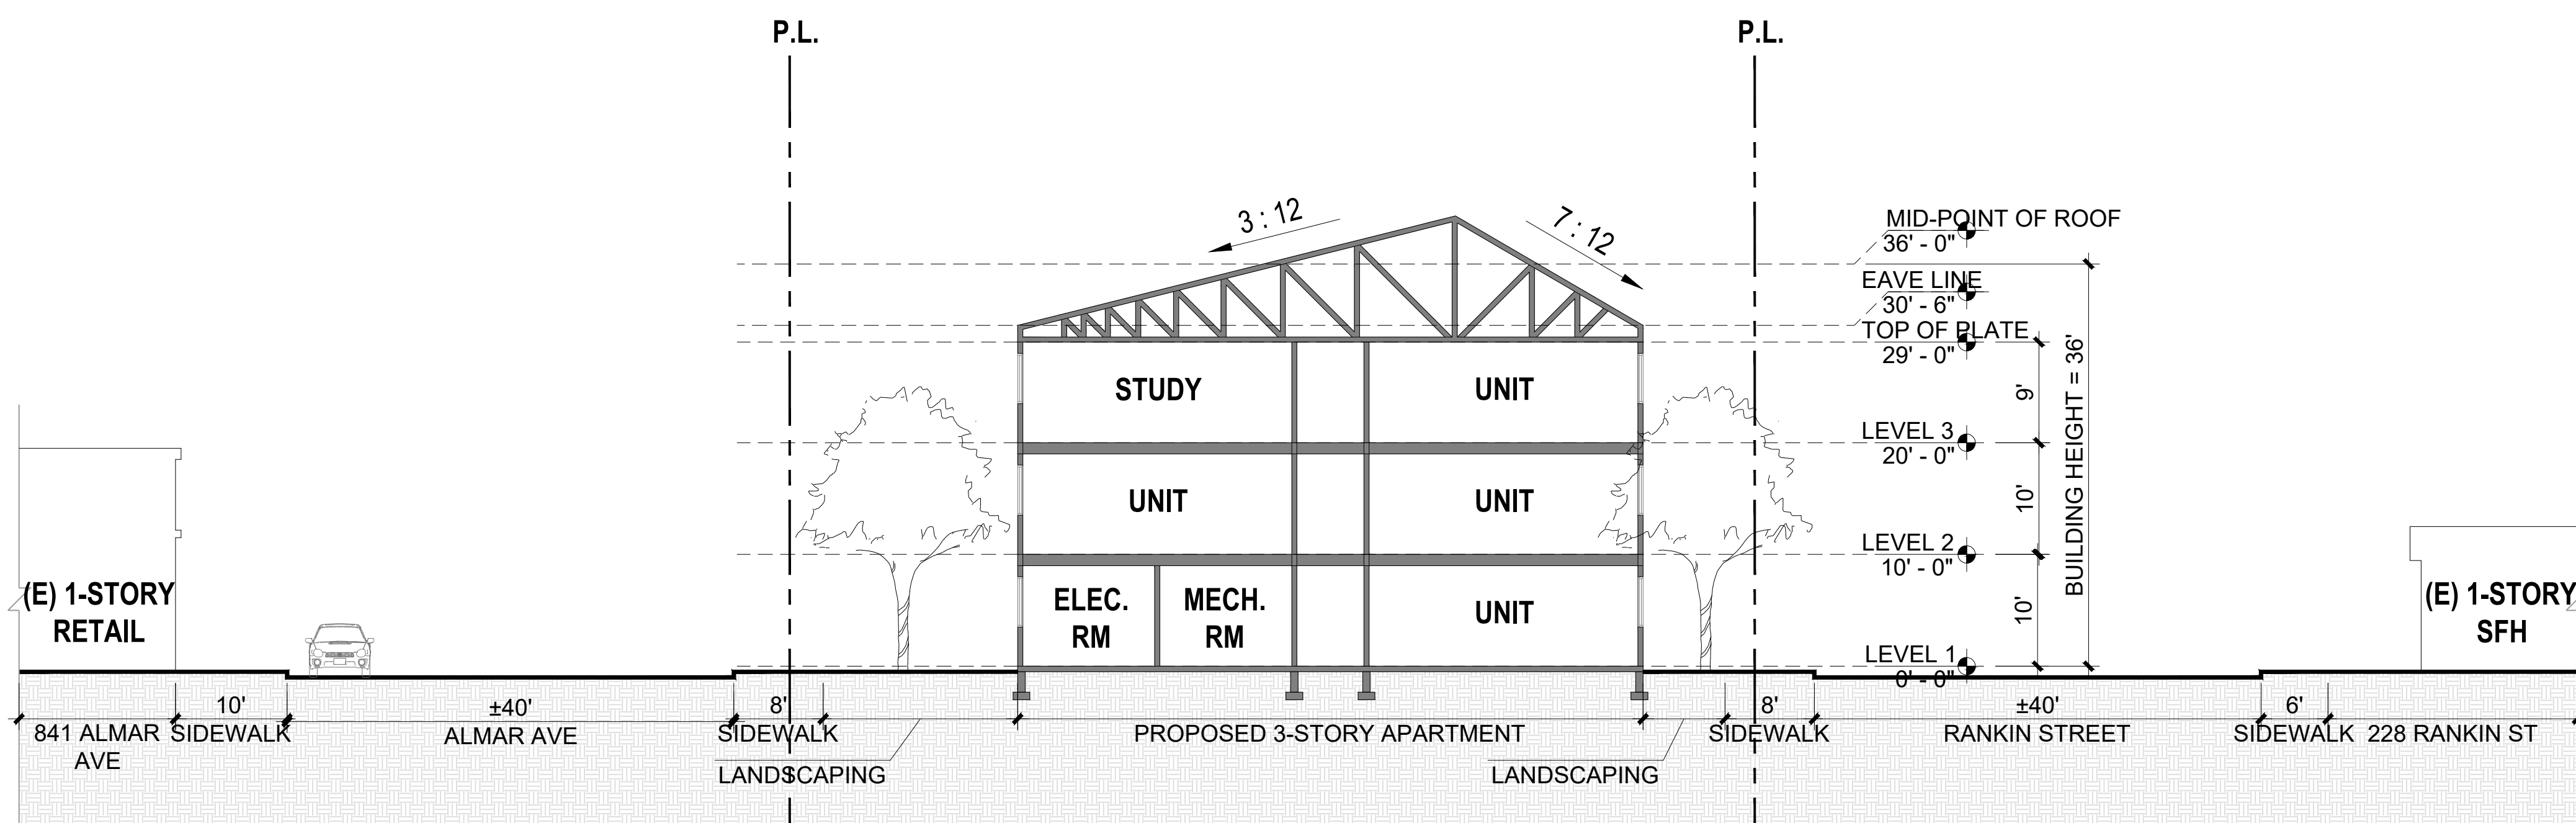 P.L.
P.L.
3 : 12
7 : 12
MID-POINT OF ROOF
36' - 0"
EAVE LINE
30' - 6"
TOP OF PLATE
29' - 0"
9'
BUILDING HEIGHT = 36'
STUDY
UNIT
LEVEL 3
20' - 0"
10'
UNIT
UNIT
LEVEL 2
10' - 0"
10'
(E) 1-STORY
RETAIL
ELEC.
RM
MECH.
RM
UNIT
(E) 1-STORY
SFH
LEVEL 1
0' - 0"
841 ALMAR
AVE
10'
SIDEWALK
±40'
ALMAR AVE
8'
SIDEWALK
LANDSCAPING
PROPOSED 3-STORY APARTMENT
LANDSCAPING
8'
SIDEWALK
±40'
RANKIN STREET
6'
SIDEWALK
228 RANKIN ST